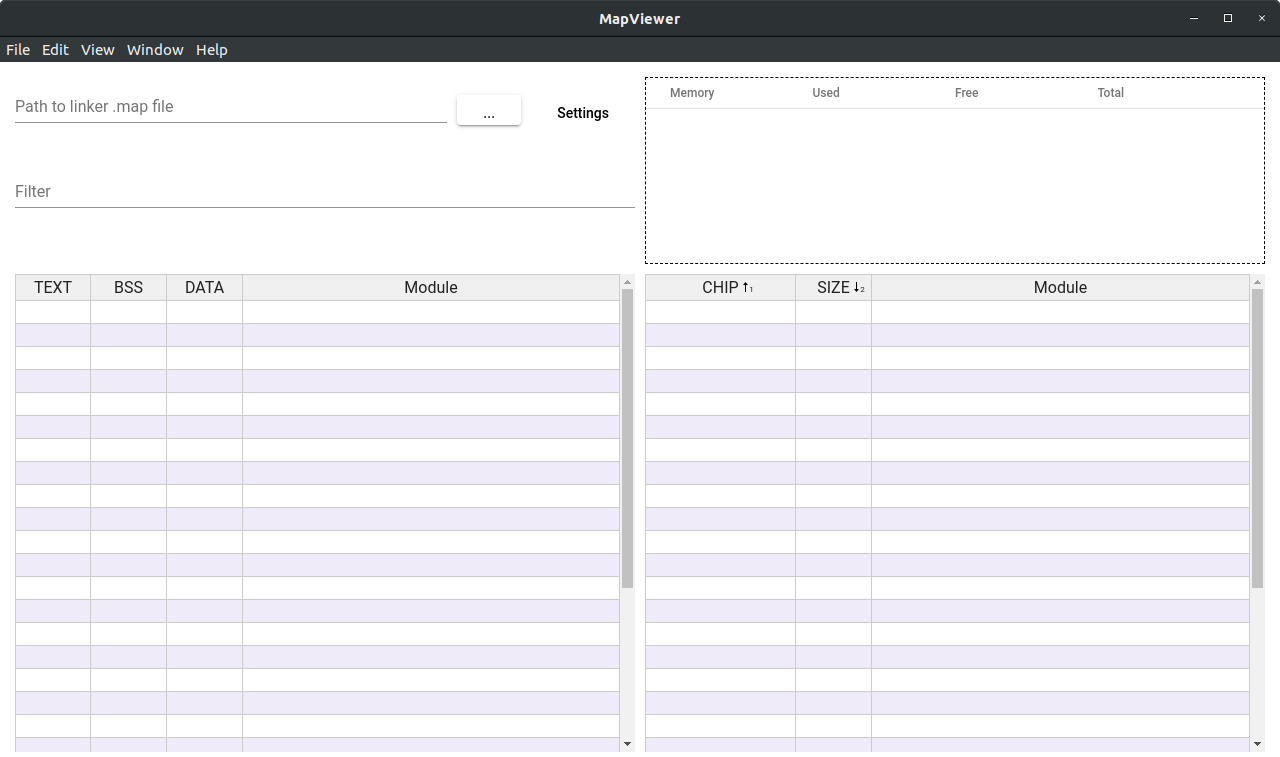 MapViewer
File Edit View Window Help
Path to linker .map file
...
Settings
Memory Used Free Total
Filter
TEXT BSS DATA Module
CHIP ↑1 SIZE ↓2 Module